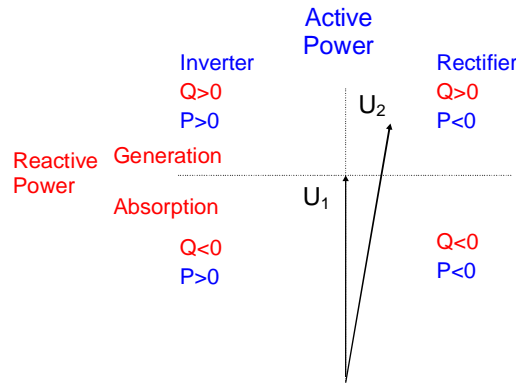 Active
Power
Inverter
Rectifier
Q>0
Q>0
U2
P>0
P<0
Generation
Reactive
Power
U1
Absorption
Q<0
Q<0
P>0
P<0